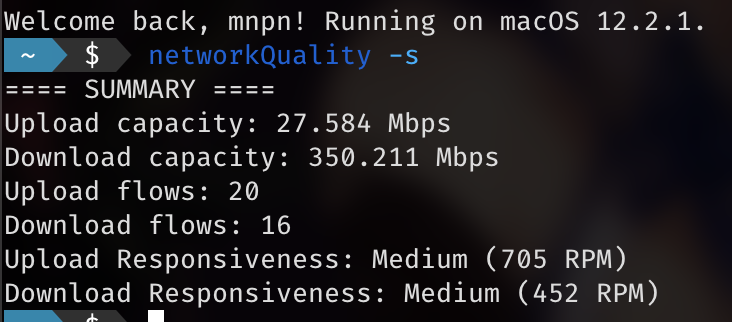 Welcome back, mnpn! Running on macOS 12.2.1.
~ $ networkQuality -s
==== SUMMARY ====
Upload capacity: 27.584 Mbps
Download capacity: 350.211 Mbps
Upload flows: 20
Download flows: 16
Upload Responsiveness: Medium (705 RPM)
Download Responsiveness: Medium (452 RPM)
$